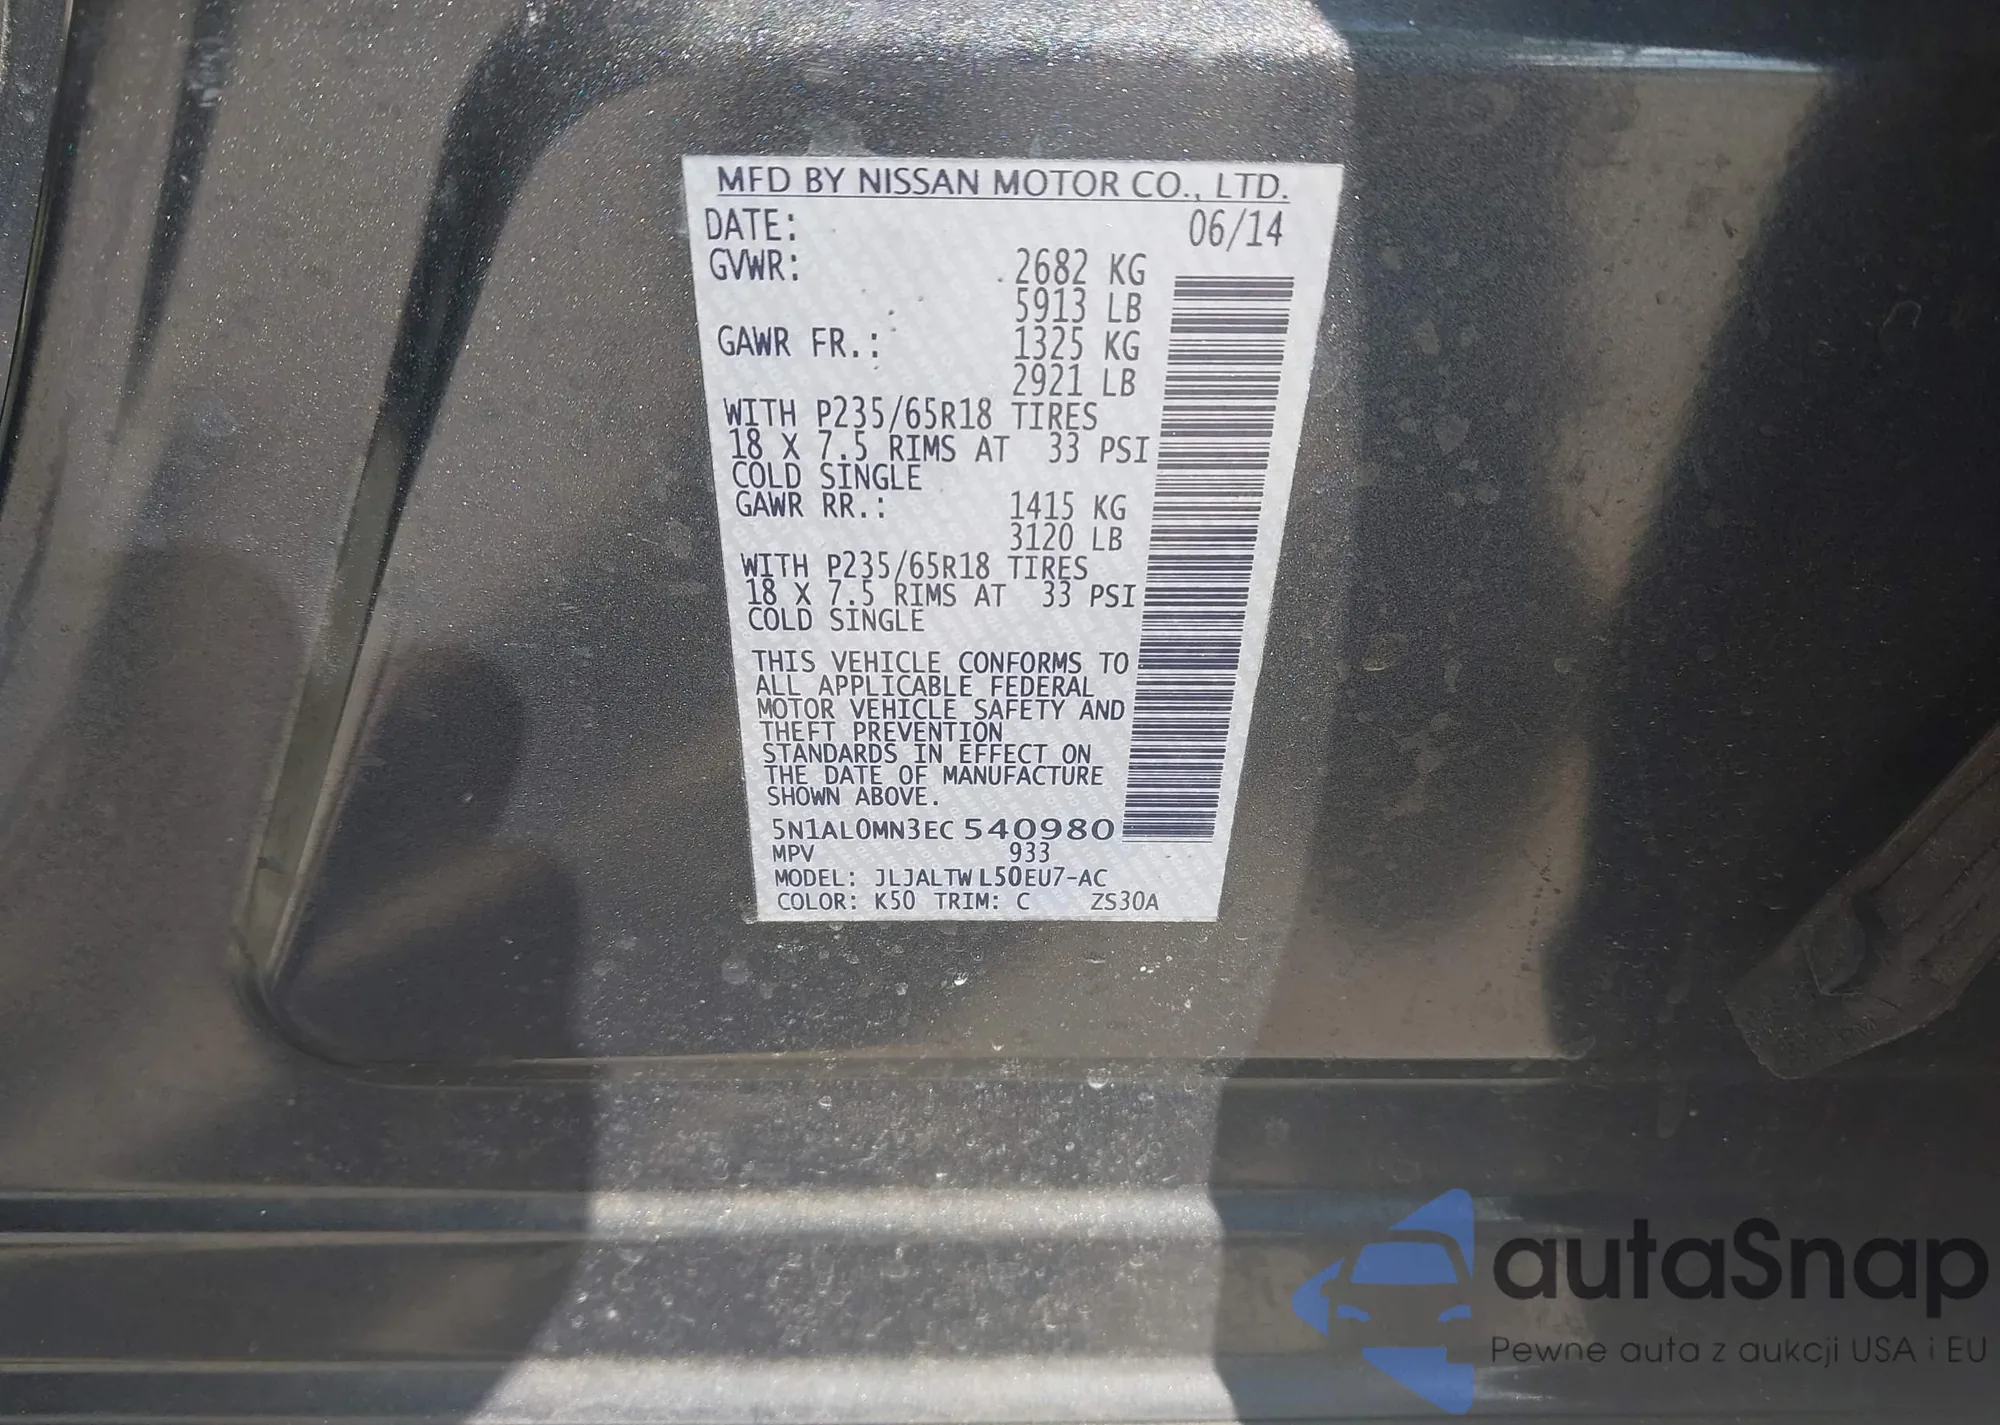 MFD BY NISSAN MOTOR CO., LTD.
DATE: 06/14
GVWR: 2682 KG
5913 LB
GAWR FR.: 1325 KG
2921 LB
WITH P235/65R18 TIRES
18 X 7.5 RIMS AT 33 PSI
COLD SINGLE
GAWR RR.: 1415 KG
3120 LB
WITH P235/65R18 TIRES
18 X 7.5 RIMS AT 33 PSI
COLD SINGLE
THIS VEHICLE CONFORMS TO
ALL APPLICABLE FEDERAL
MOTOR VEHICLE SAFETY AND
THEFT PREVENTION
STANDARDS IN EFFECT ON
THE DATE OF MANUFACTURE
SHOWN ABOVE.
5N1AL0MN3EC 540980
MPV 933
MODEL: JLJALTWL50EU7-AC
COLOR: K50 TRIM: C ZS30A
autaSnap
Pewne auta z aukcji USA i EU